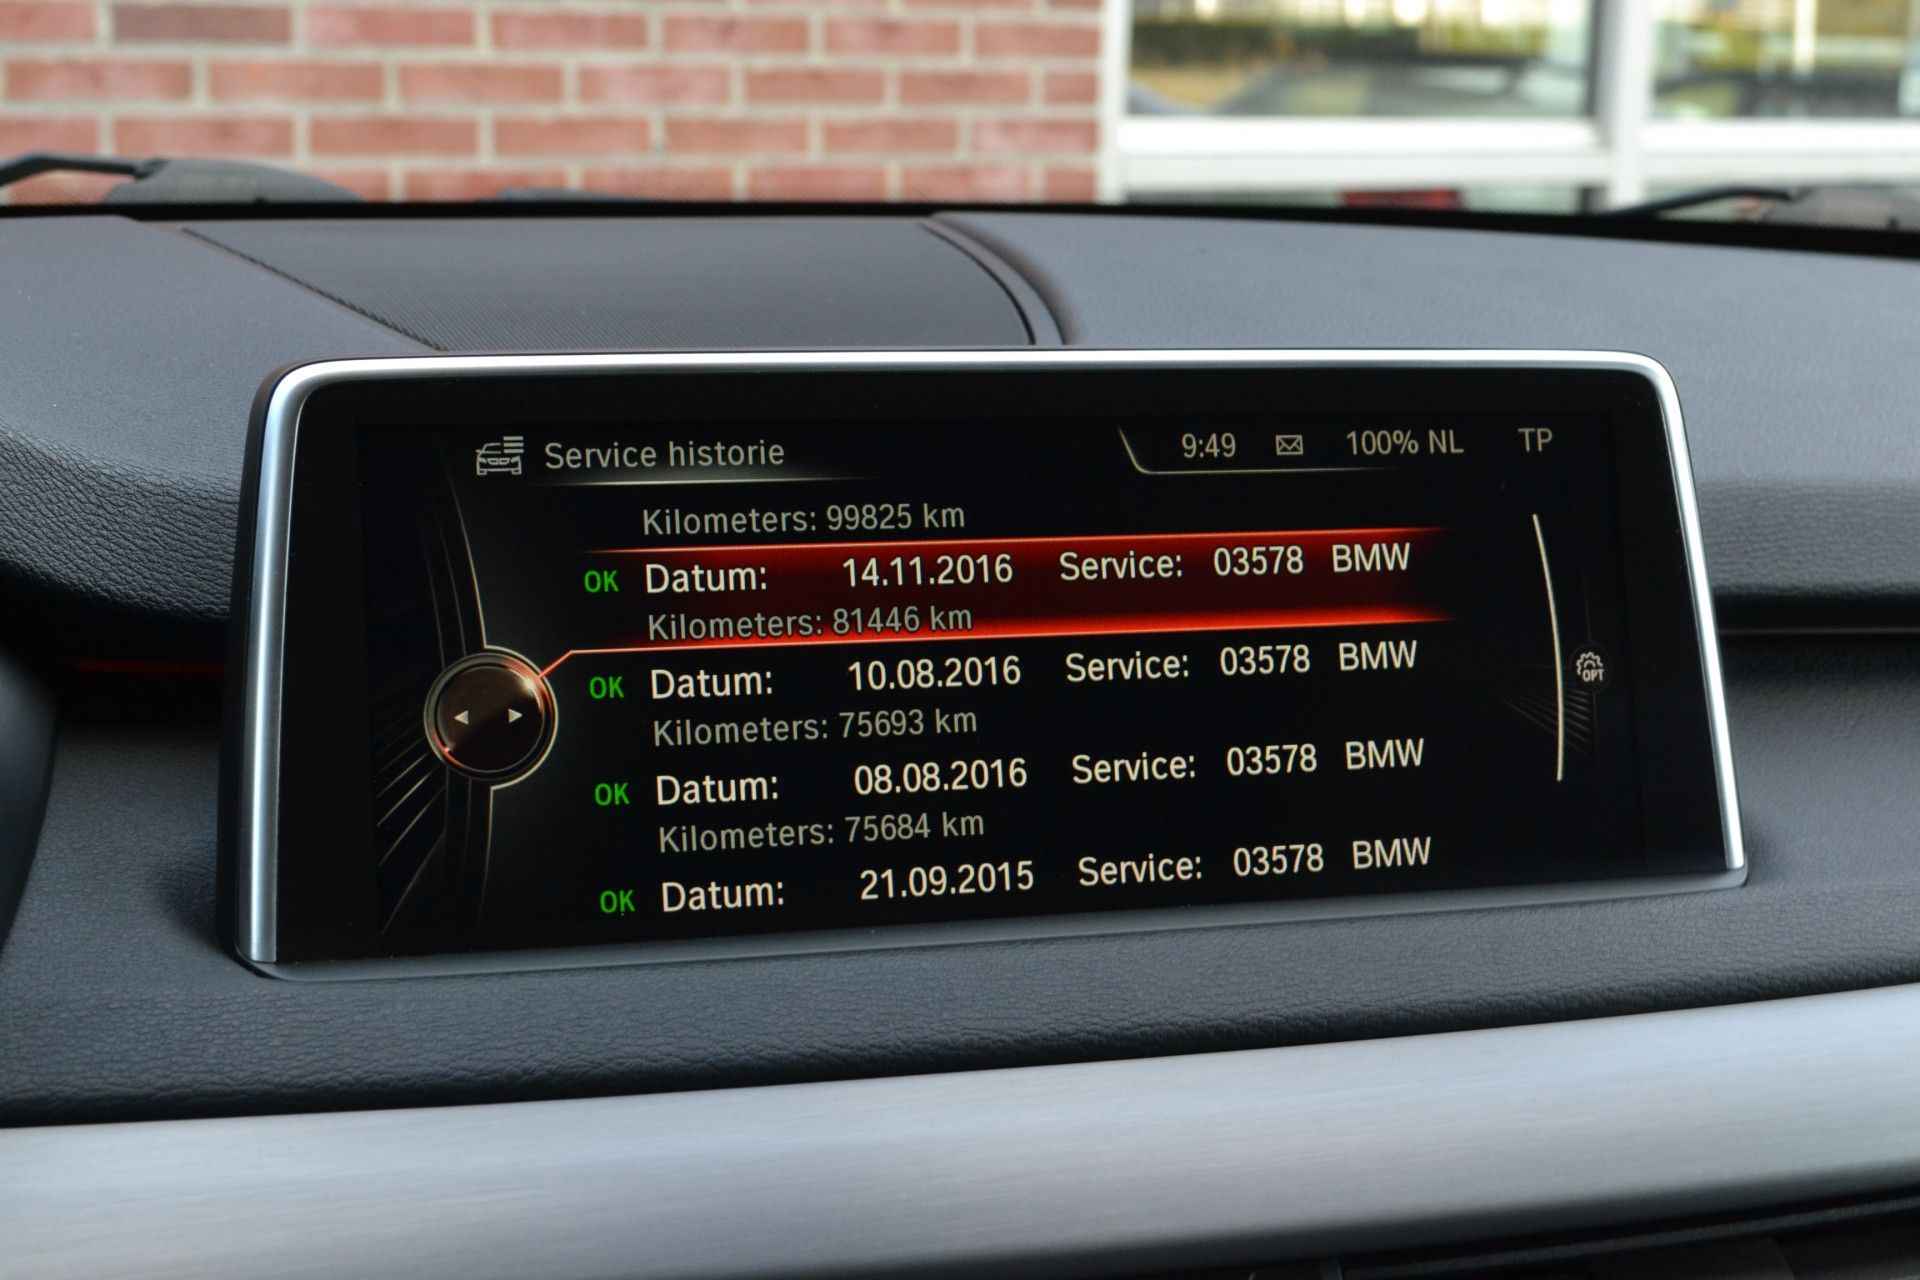 Service historie 9:49 100% NL TP
Kilometers: 99825 km
OK Datum: 14.11.2016 Service: 03578 BMW
Kilometers: 81446 km
OK Datum: 10.08.2016 Service: 03578 BMW
Kilometers: 75693 km
OK Datum: 08.08.2016 Service: 03578 BMW
Kilometers: 75684 km
OK Datum: 21.09.2015 Service: 03578 BMW
OPT